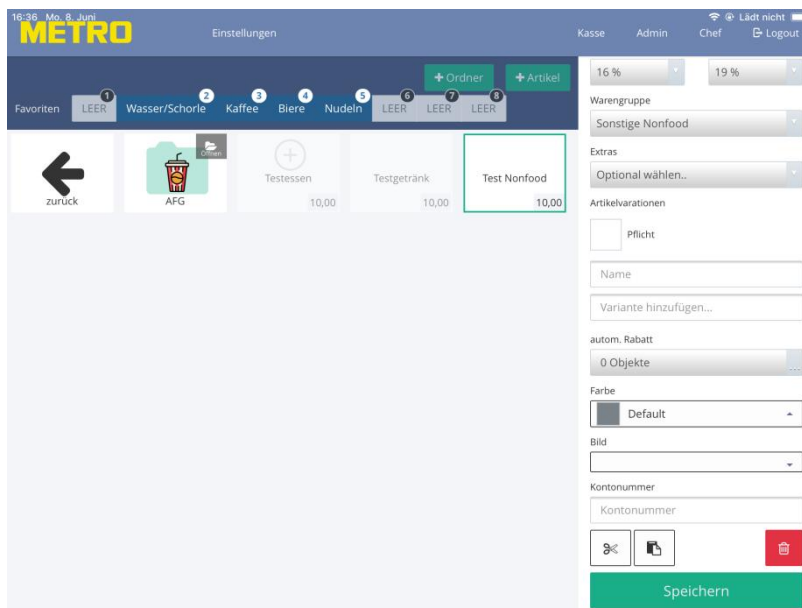 16:36 Mo. 8. Juni
Lädt nicht
METRO
Einstellungen
Kasse Admin Chef Logout
+ Ordner + Artikel
Favoriten LEER 1 Wasser/Schorle 2 Kaffee 3 Biere 4 Nudeln 5 LEER 6 LEER 7 LEER 8
zurück
Öffnen
AFG
Testessen
10,00
Testgetränk
10,00
Test Nonfood
10,00
16 % 19 %
Warengruppe
Sonstige Nonfood
Extras
Optional wählen..
Artikelvarationen
Pflicht
Name
Variante hinzufügen...
autom. Rabatt
0 Objekte ...
Farbe
Default
Bild
Kontonummer
Kontonummer
Speichern